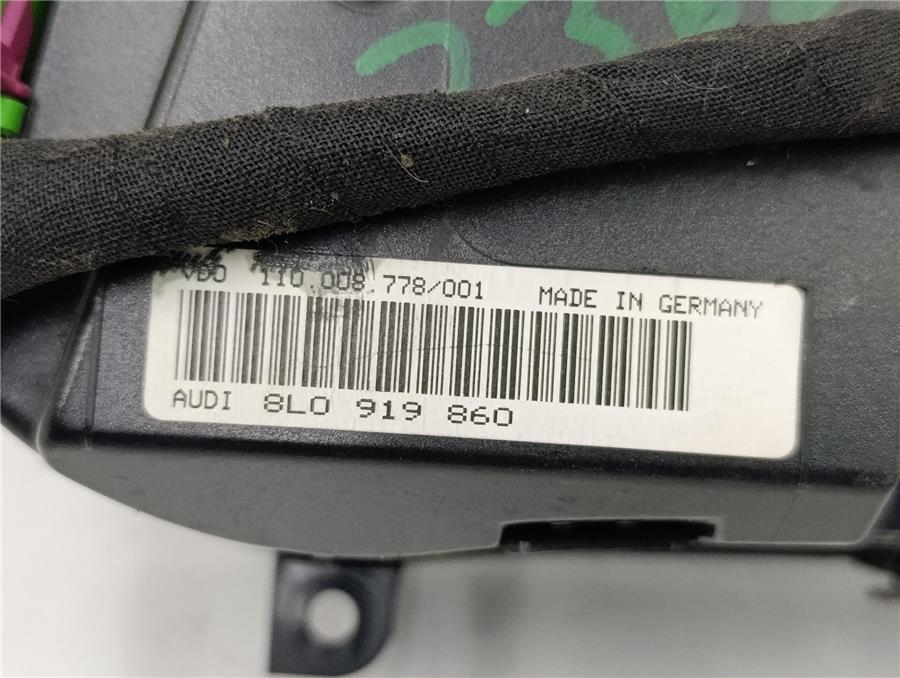 VDO 110.008.778/001 MADE IN GERMANY
AUDI 8L0 919 860